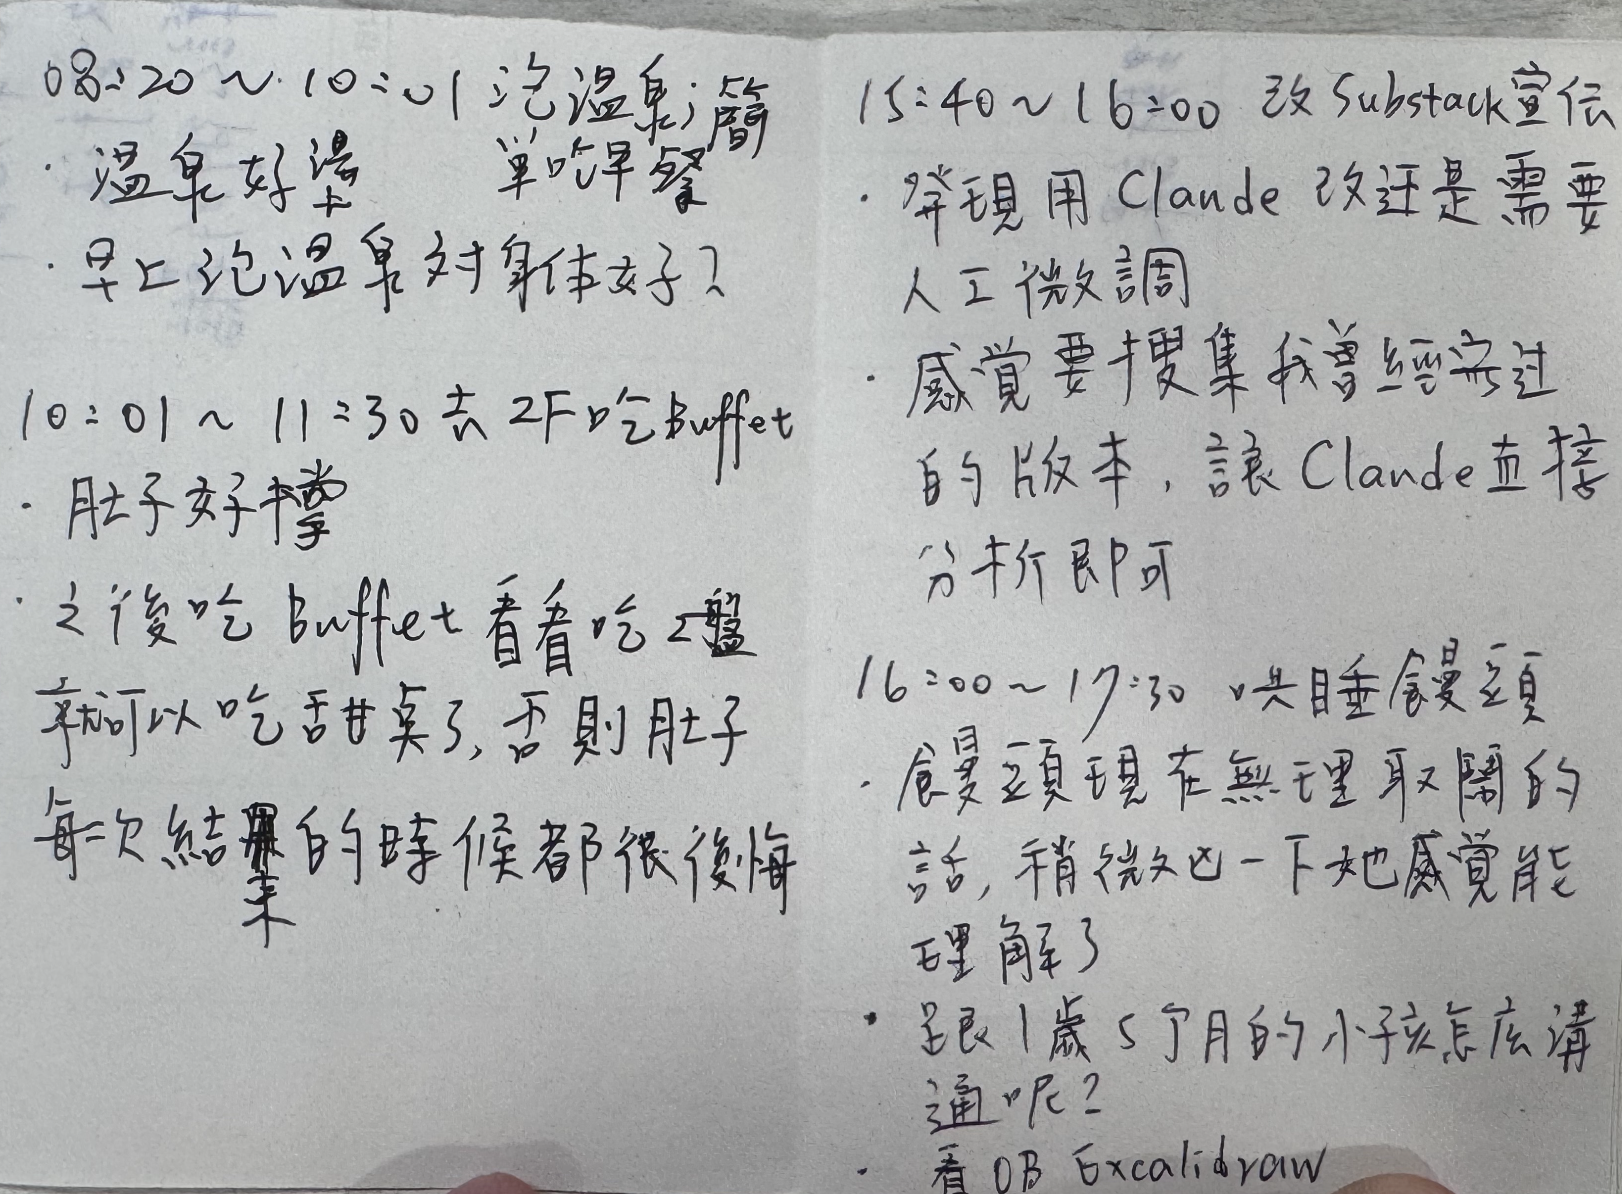 08:20~10:01 泡溫泉;簡
單吃早餐
· 溫泉好燙
· 早上泡溫泉对身体好?
10:01~11:30 去2F吃Buffet
· 肚子好撐
· 之後吃Buffet看看吃2盤
就可以吃甜桌了,否則肚子
每次結束的時候都很後悔
15:40~16:00 改Substack宣伝
· 発現用Claude改还是需要
人工微調
· 感覚要搜集我曾經寫过
的版本,讓Claude直接
分析即可
16:00~17:30 哄睡饅頭
· 饅頭現在無理取鬧的
話,稍微凶一下她感覚能
理解了
· 跟1歲5个月的小孩怎麼溝
通呢?
· 看OB Excalidraw